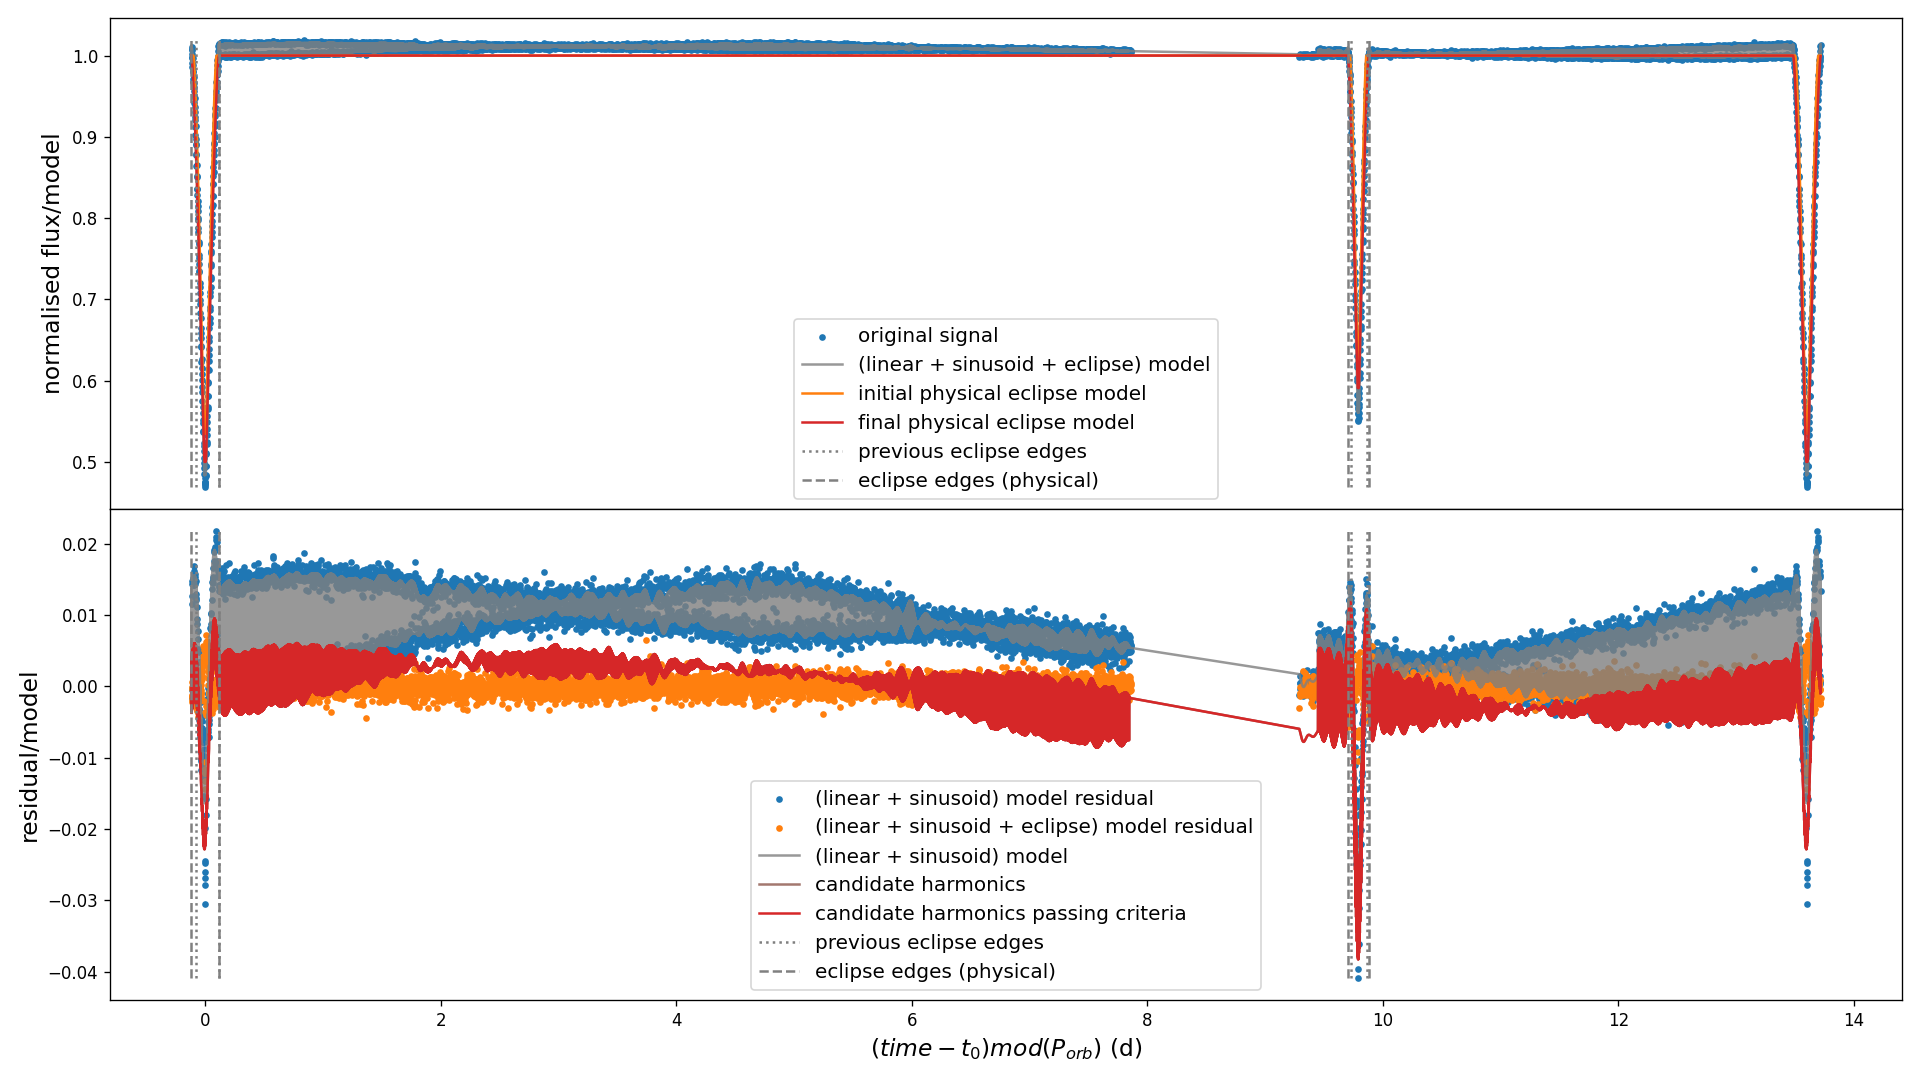 normalised flux/model
1.0
0.9
0.8
0.7
0.6
0.5
original signal
(linear + sinusoid + eclipse) model
initial physical eclipse model
final physical eclipse model
previous eclipse edges
eclipse edges (physical)
residual/model
0.02
0.01
0.00
−0.01
−0.02
−0.03
−0.04
(linear + sinusoid) model residual
(linear + sinusoid + eclipse) model residual
(linear + sinusoid) model
candidate harmonics
candidate harmonics passing criteria
previous eclipse edges
eclipse edges (physical)
0 2 4 6 8 10 12 14
(time − t₀)mod(P_orb) (d)